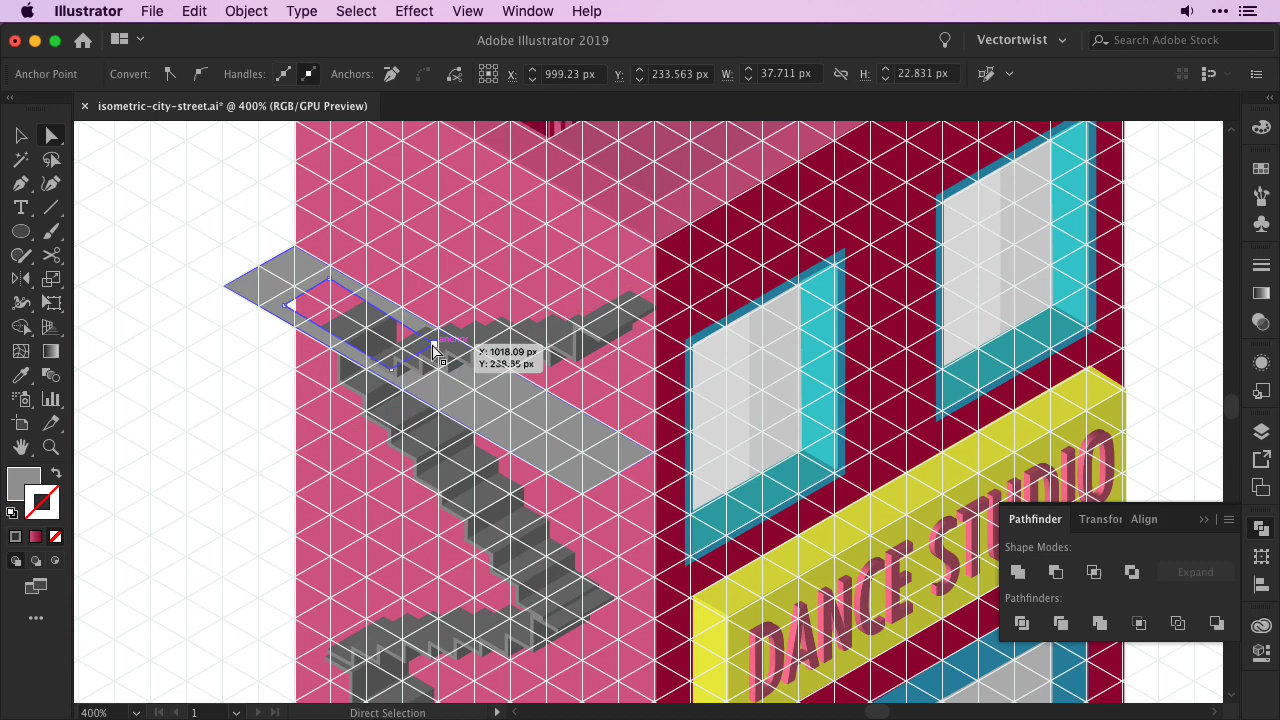 Illustrator File Edit Object Type Select Effect View Window Help
Adobe Illustrator 2019
Vectortwist
Search Adobe Stock
Anchor Point Convert: Handles: Anchors: X: 999.23 px Y: 233.563 px W: 37.711 px H: 22.831 px
isometric-city-street.ai* @ 400% (RGB/GPU Preview)
anchor
X: 1018.09 px
DANCE STUDIO
Pathfinder Transfor Align
Shape Modes:
Expand
Pathfinders:
400% 1 Direct Selection